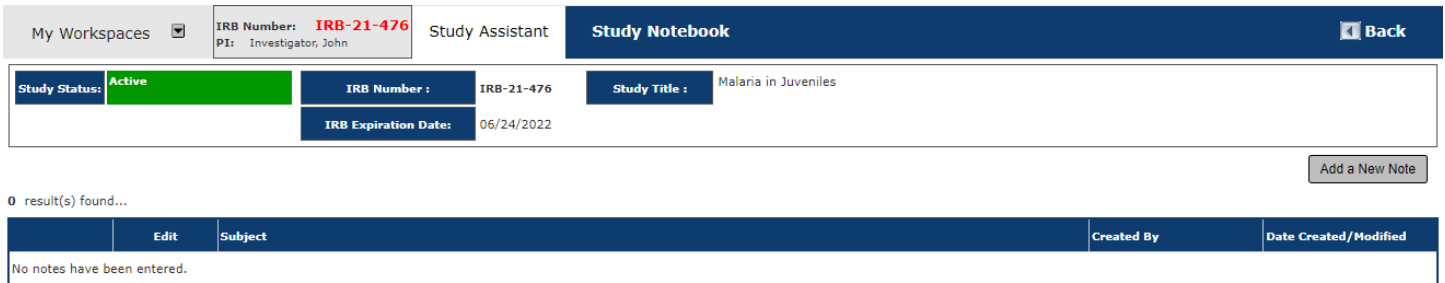 My Workspaces
IRB Number: IRB-21-476
PI: Investigator, John
Study Assistant
Study Notebook
Back
Study Status: Active
IRB Number : IRB-21-476
Study Title : Malaria in Juveniles
IRB Expiration Date: 06/24/2022
Add a New Note
0 result(s) found...
Edit Subject Created By Date Created/Modified
No notes have been entered.